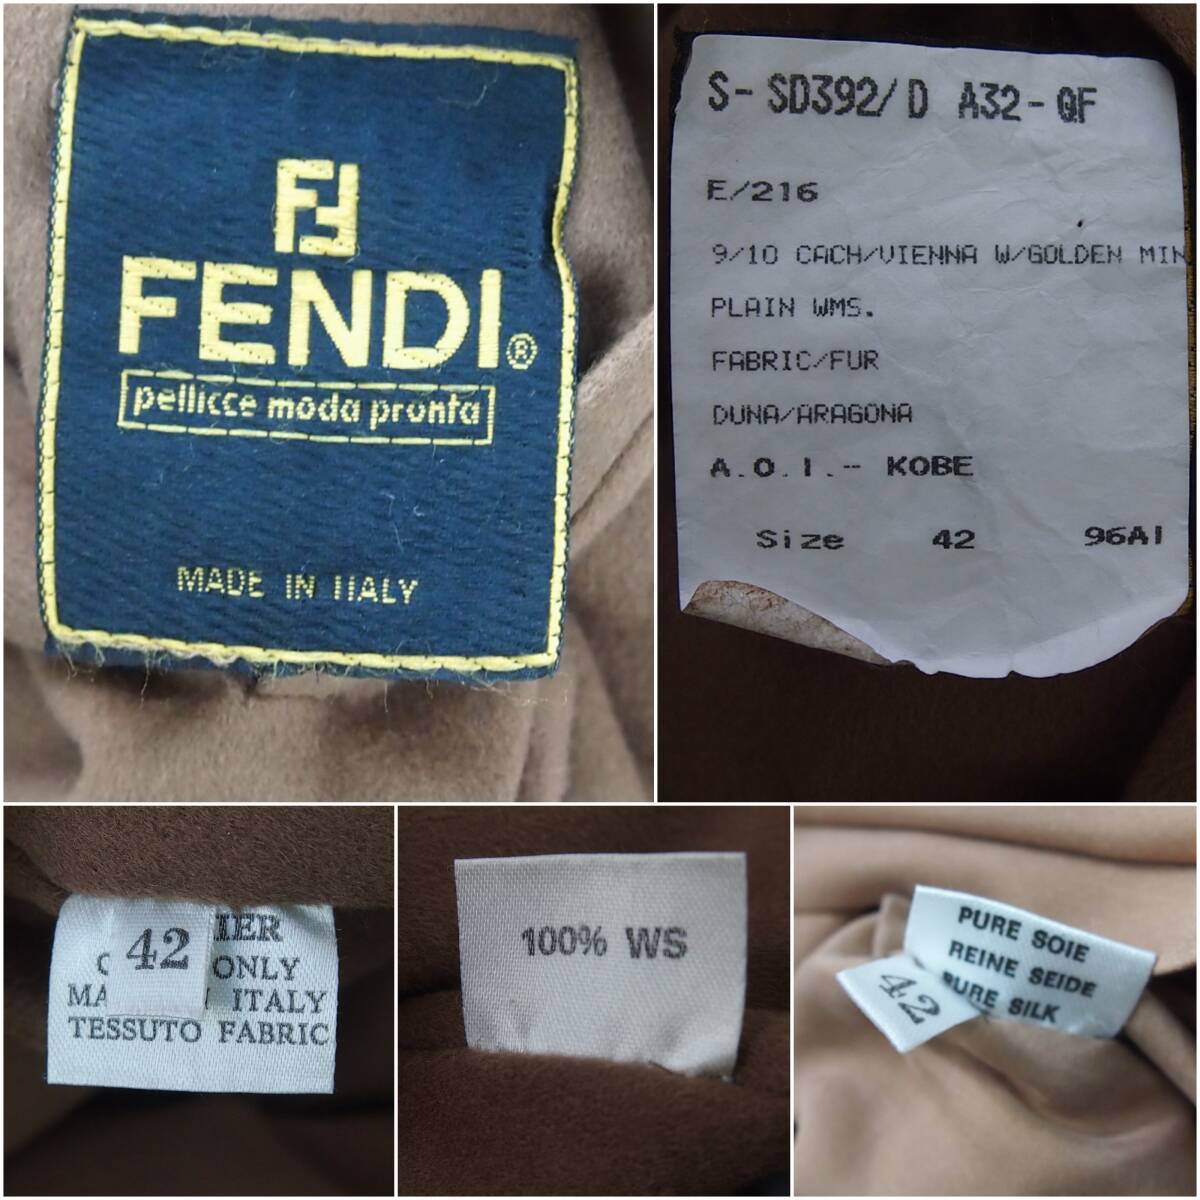 FF
FENDI®
pellicce moda pronta
MADE IN ITALY
S- SD392/ D A32-QF
E/216
9/10 CACH/VIENNA W/GOLDEN MIN
PLAIN WMS.
FABRIC/FUR
DUNA/ARAGONA
A.O.I.- KOBE
Size 42 96AI
42
ONLY
ITALY
TESSUTO FABRIC
100% WS
PURE SOIE
REINE SEIDE
PURE SILK
42